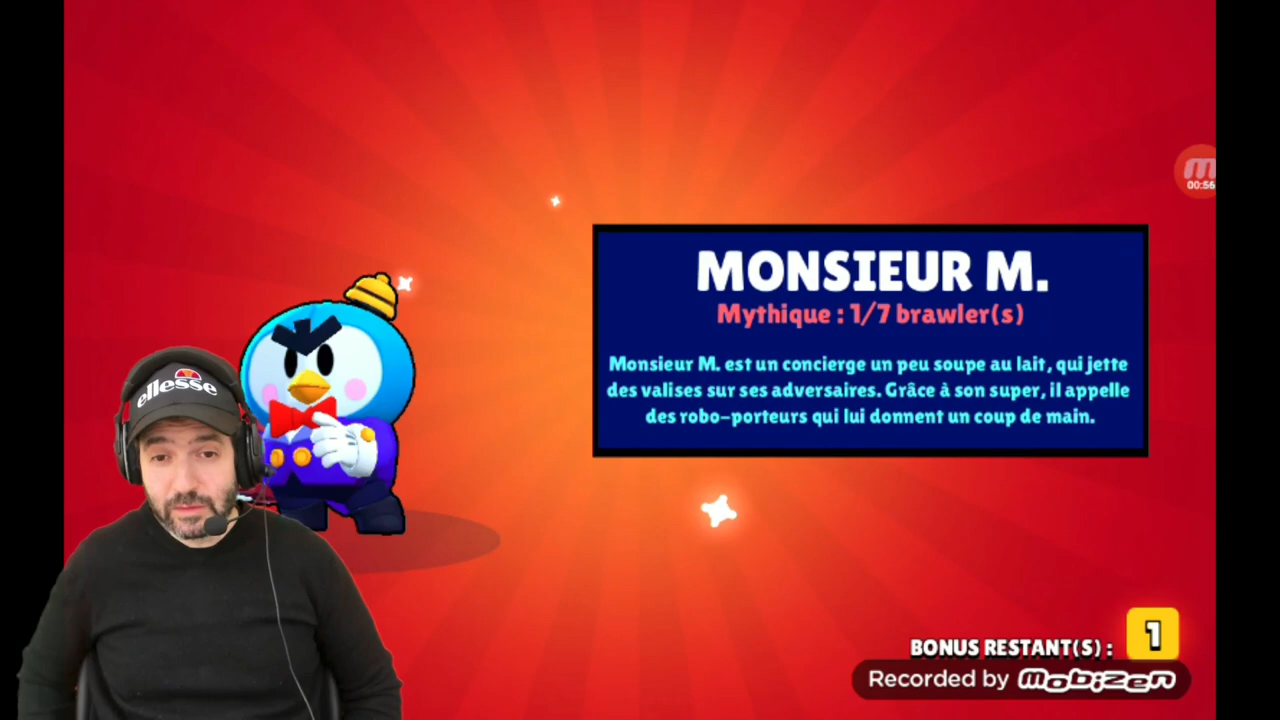 m
00:56
MONSIEUR M.
Mythique : 1/7 brawler(s)
Monsieur M. est un concierge un peu soupe au lait, qui jette
des valises sur ses adversaires. Grâce à son super, il appelle
des robo-porteurs qui lui donnent un coup de main.
ellesse
BONUS RESTANT(S) : 1
Recorded by mobizen